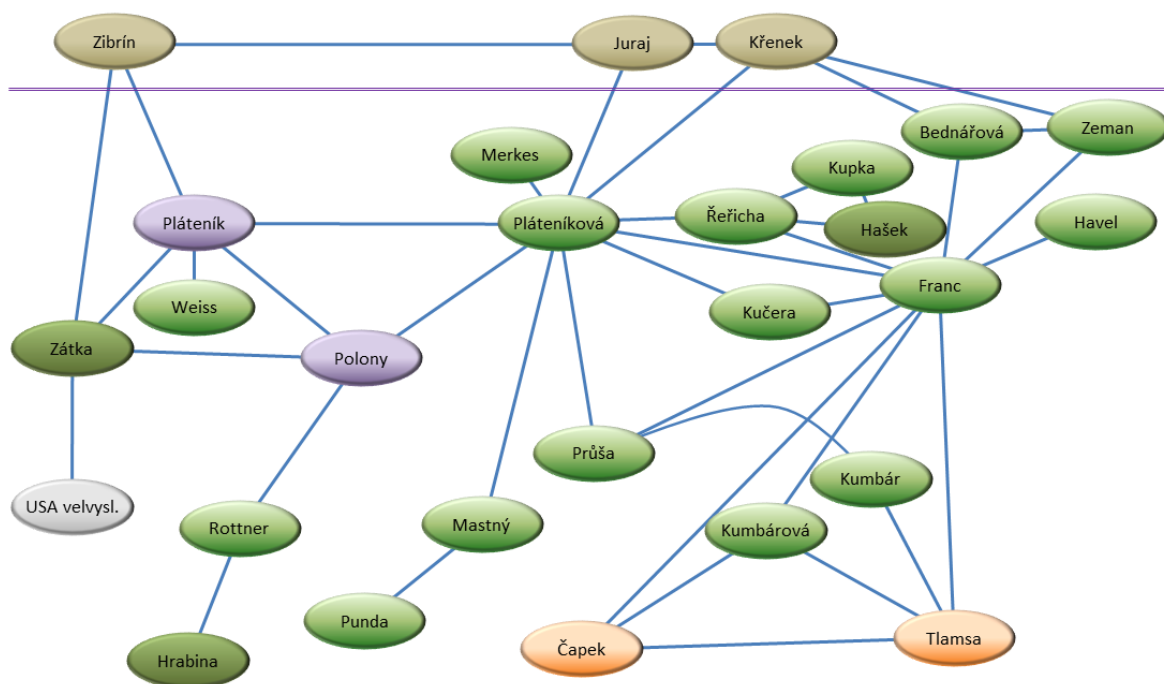 Zibrín
Juraj
Křenek
Bednářová
Zeman
Merkes
Kupka
Pláteník
Pláteníková
Řeřicha
Hašek
Havel
Weiss
Kučera
Franc
Zátka
Polony
Průša
Kumbár
USA velvysl.
Rottner
Mastný
Kumbárová
Punda
Hrabina
Čapek
Tlamsa